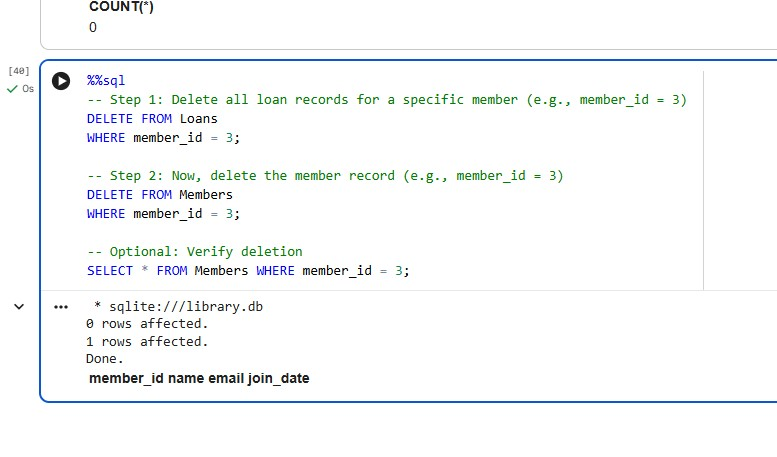 COUNT(*)
0
[40]
0s
%%sql
-- Step 1: Delete all loan records for a specific member (e.g., member_id = 3)
DELETE FROM Loans
WHERE member_id = 3;
-- Step 2: Now, delete the member record (e.g., member_id = 3)
DELETE FROM Members
WHERE member_id = 3;
-- Optional: Verify deletion
SELECT * FROM Members WHERE member_id = 3;
* sqlite:///library.db
0 rows affected.
1 rows affected.
Done.
member_id name email join_date